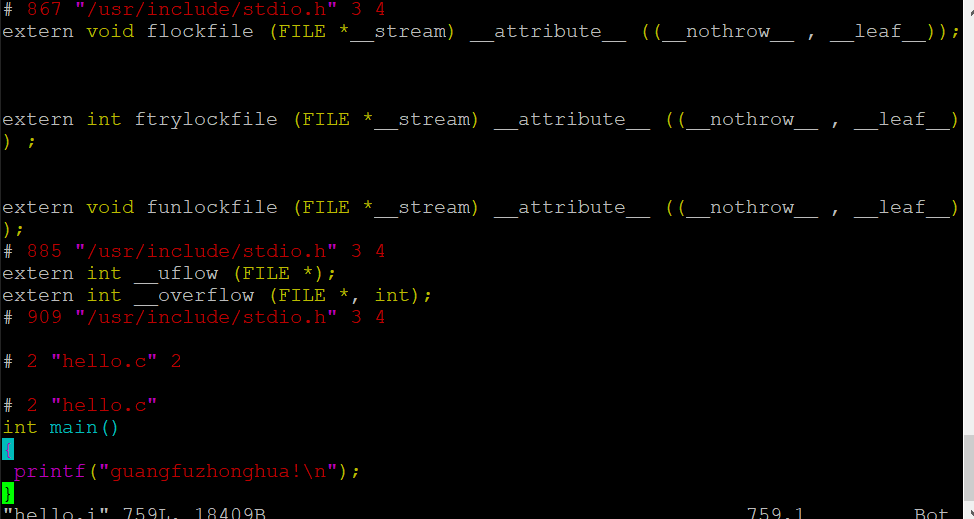 # 867 "/usr/include/stdio.h" 3 4
extern void flockfile (FILE *__stream) __attribute__ ((__nothrow__ , __leaf__));
extern int ftrylockfile (FILE *__stream) __attribute__ ((__nothrow__ , __leaf__)
) ;
extern void funlockfile (FILE *__stream) __attribute__ ((__nothrow__ , __leaf__)
);
# 885 "/usr/include/stdio.h" 3 4
extern int __uflow (FILE *);
extern int __overflow (FILE *, int);
# 909 "/usr/include/stdio.h" 3 4
# 2 "hello.c" 2
# 2 "hello.c"
int main()
{
 printf("guangfuzhonghua!\n");
}
"hello.i" 759L, 18409B 759,1 Bot